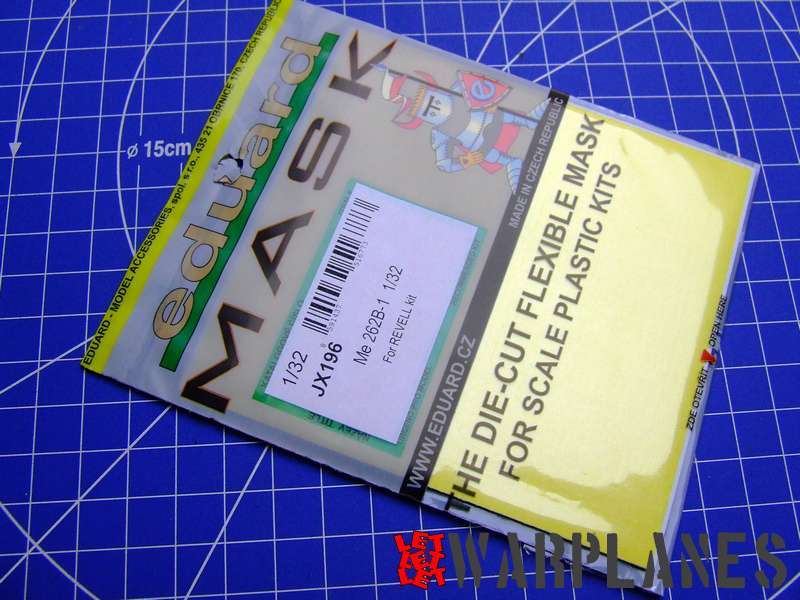 EDUARD - MODEL ACCESSORIES, spol. s r.o., 435 21 OBRNICE 170, CZECH REPUBLIC
eduard
MASK
1/32
JX196
Me 262B-1 1/32
For REVELL kit
WWW.EDUARD.CZ
MADE IN CZECH REPUBLIC
THE DIE-CUT FLEXIBLE MASK
FOR SCALE PLASTIC KITS
ZDE OTEVŘIT
OPEN HERE
ø 15cm
WARPLANES